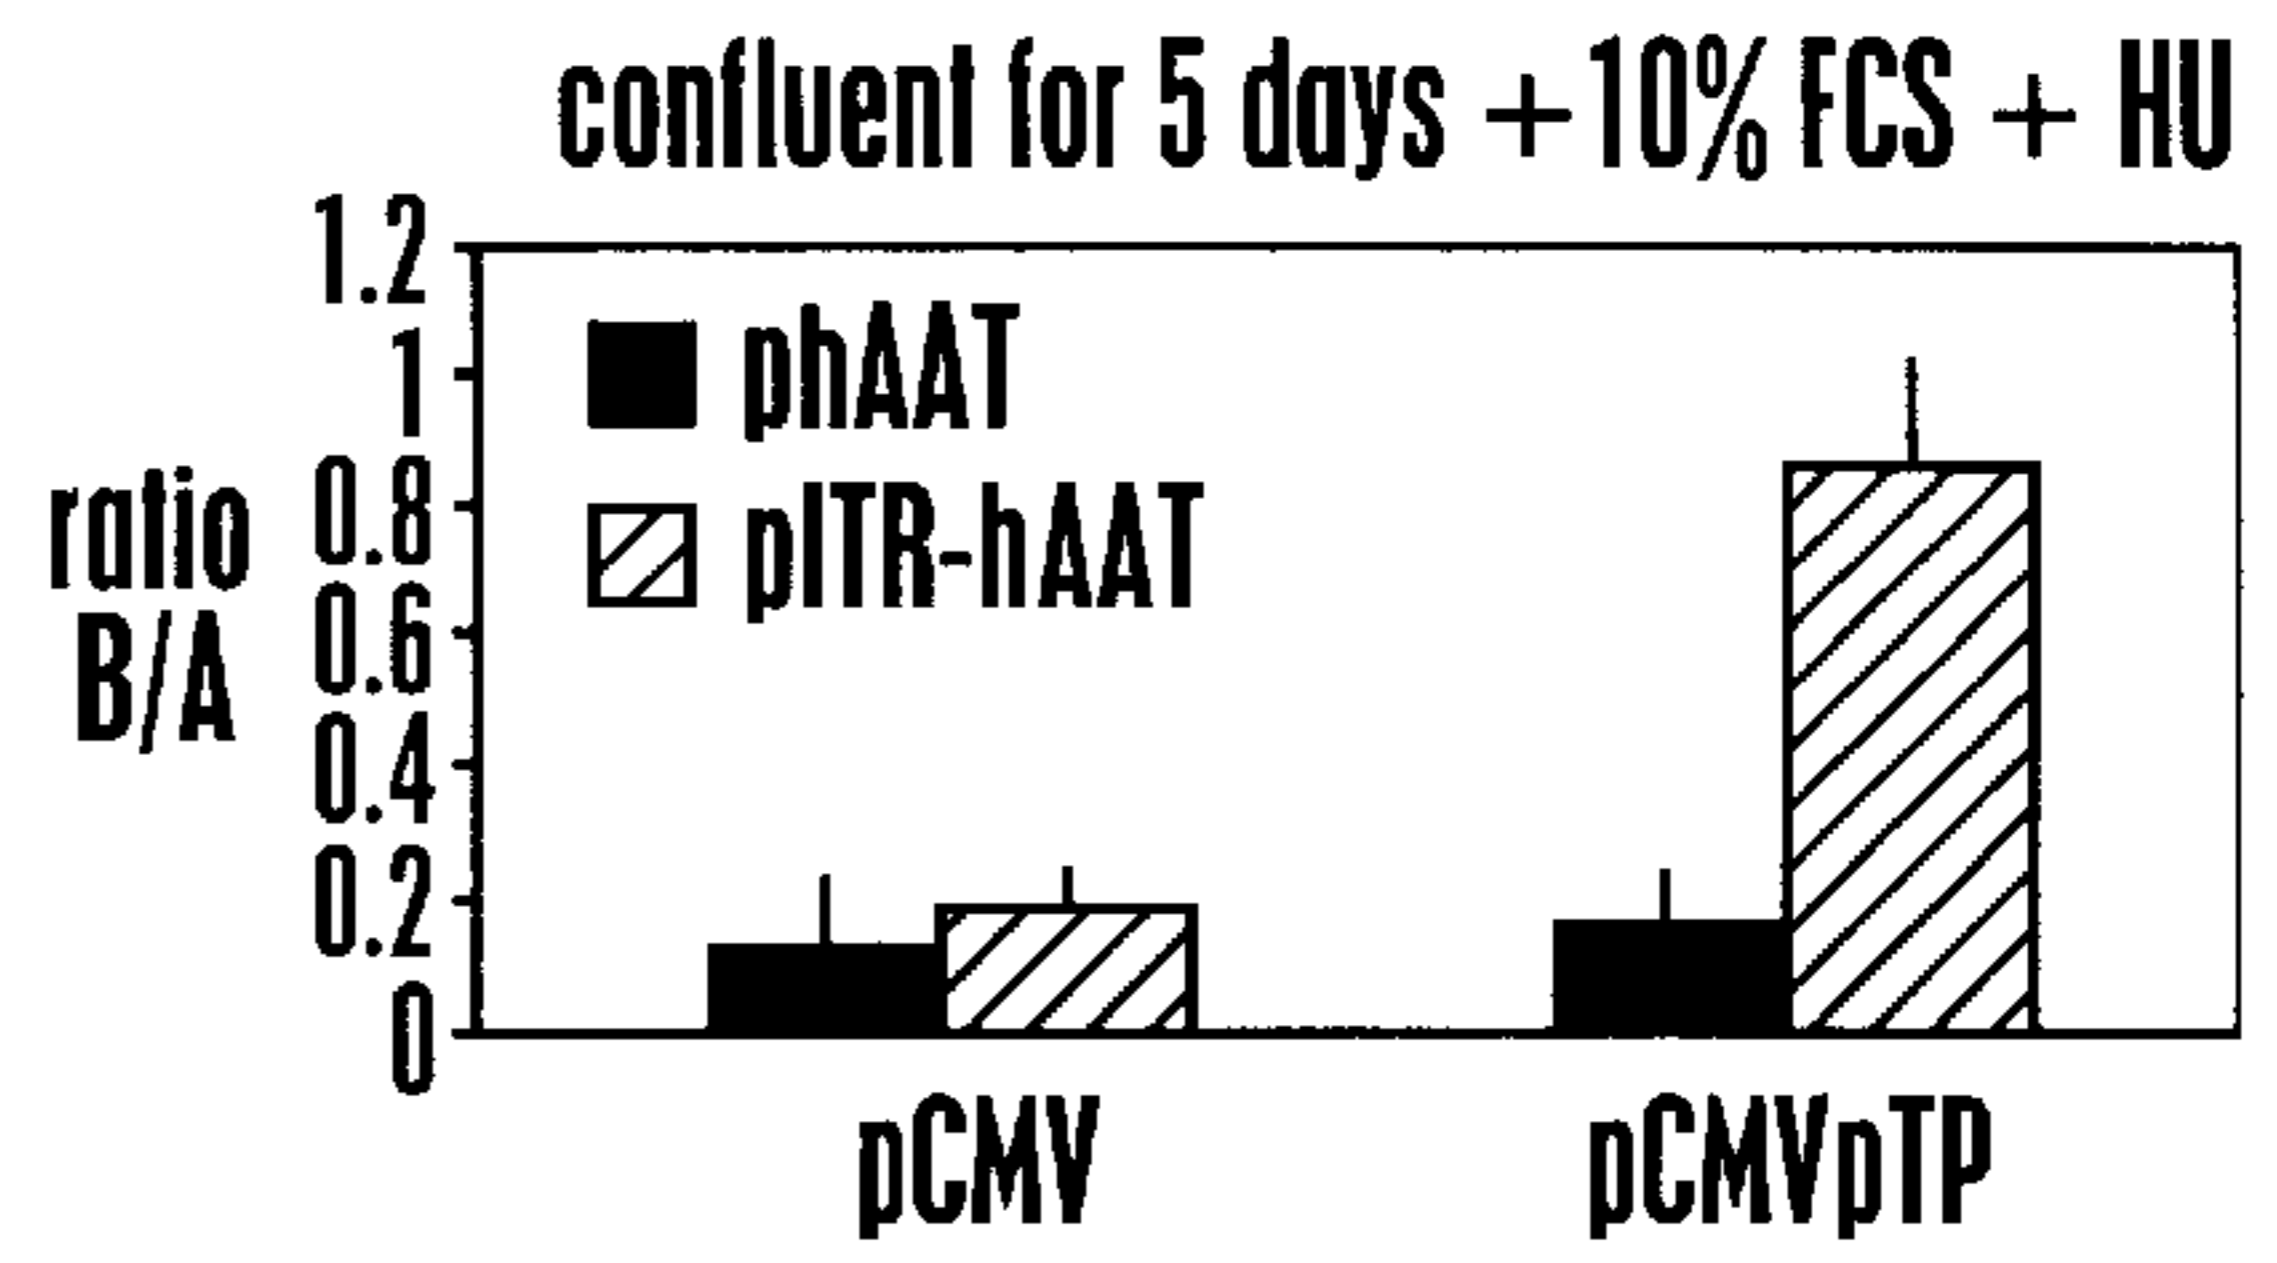 confluent for 5 days +10% FCS + HU
1.2
1
0.8
0.6
0.4
0.2
0
ratio
B/A
phAAT
pITR-hAAT
pCMV
pCMVpTP